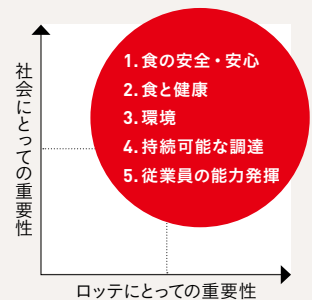 社会にとっての重要性
1. 食の安全・安心
2. 食と健康
3. 環境
4. 持続可能な調達
5. 従業員の能力発揮
ロッテにとっての重要性